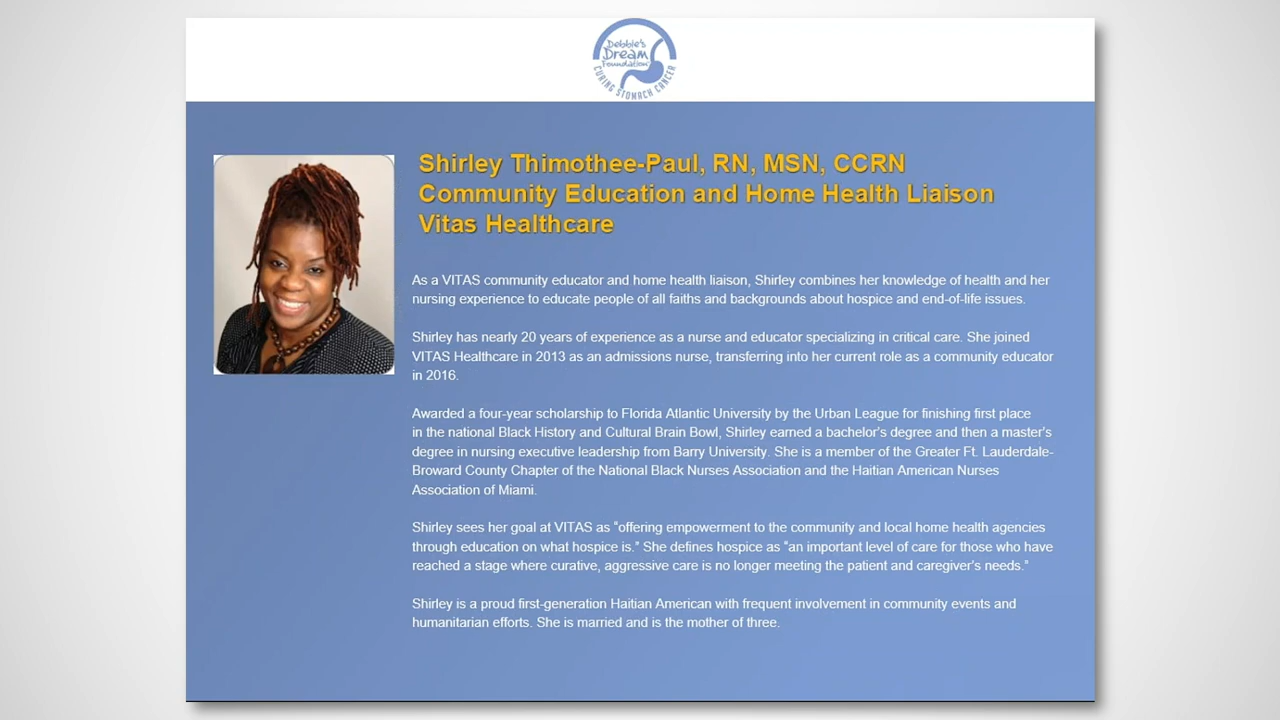 Debbie's
Dream
Foundation
CURING STOMACH CANCER
Shirley Thimothee-Paul, RN, MSN, CCRN
Community Education and Home Health Liaison
Vitas Healthcare
As a VITAS community educator and home health liaison, Shirley combines her knowledge of health and her
nursing experience to educate people of all faiths and backgrounds about hospice and end-of-life issues.
Shirley has nearly 20 years of experience as a nurse and educator specializing in critical care. She joined
VITAS Healthcare in 2013 as an admissions nurse, transferring into her current role as a community educator
in 2016.
Awarded a four-year scholarship to Florida Atlantic University by the Urban League for finishing first place
in the national Black History and Cultural Brain Bowl, Shirley earned a bachelor's degree and then a master's
degree in nursing executive leadership from Barry University. She is a member of the Greater Ft. Lauderdale-
Broward County Chapter of the National Black Nurses Association and the Haitian American Nurses
Association of Miami.
Shirley sees her goal at VITAS as “offering empowerment to the community and local home health agencies
through education on what hospice is.” She defines hospice as “an important level of care for those who have
reached a stage where curative, aggressive care is no longer meeting the patient and caregiver's needs.”
Shirley is a proud first-generation Haitian American with frequent involvement in community events and
humanitarian efforts. She is married and is the mother of three.